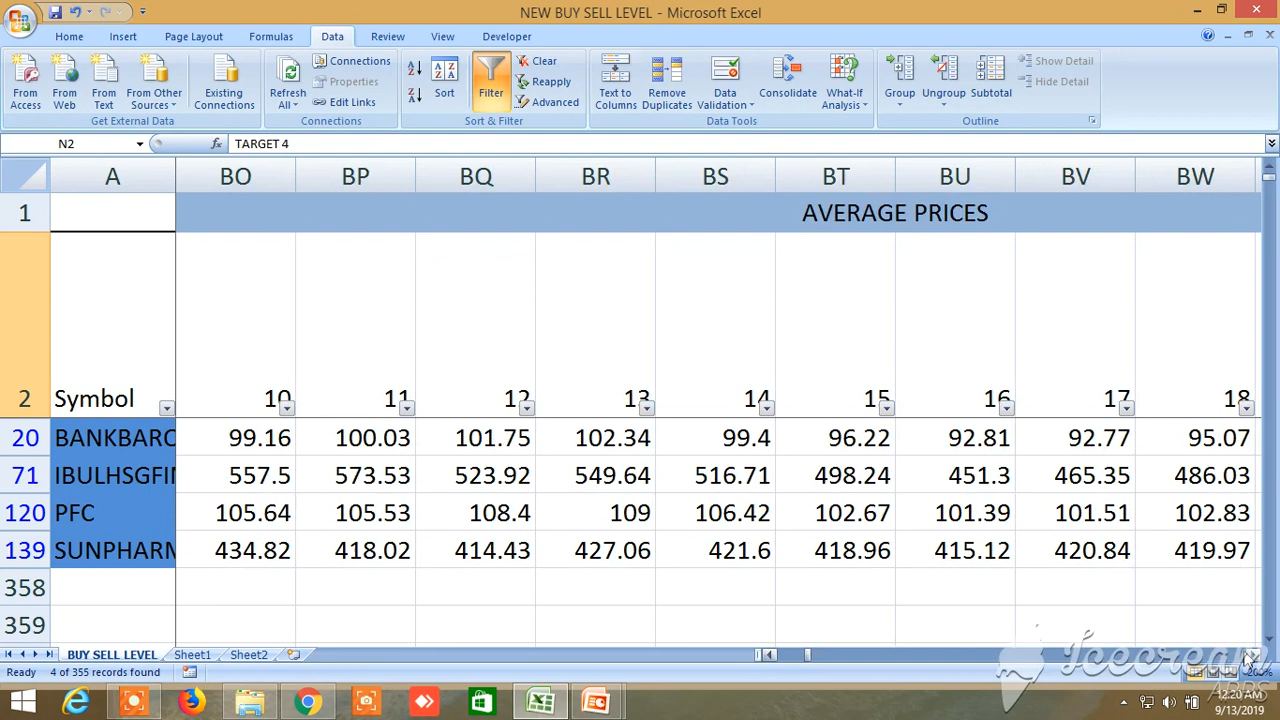 NEW BUY SELL LEVEL - Microsoft Excel
Home Insert Page Layout Formulas Data Review View Developer
From Access
From Web
From Text
From Other Sources
Existing Connections
Get External Data
Refresh All
Connections
Properties
Edit Links
Connections
Sort
Filter
Clear
Reapply
Advanced
Sort & Filter
Text to Columns
Remove Duplicates
Data Validation
Consolidate
What-If Analysis
Data Tools
Group
Ungroup
Subtotal
Show Detail
Hide Detail
Outline
N2 fx TARGET 4
A BO BP BQ BR BS BT BU BV BW
1 AVERAGE PRICES
2 Symbol 10 11 12 13 14 15 16 17 18
20 BANKBARO 99.16 100.03 101.75 102.34 99.4 96.22 92.81 92.77 95.07
71 IBULHSGFIN 557.5 573.53 523.92 549.64 516.71 498.24 451.3 465.35 486.03
120 PFC 105.64 105.53 108.4 109 106.42 102.67 101.39 101.51 102.83
139 SUNPHARM 434.82 418.02 414.43 427.06 421.6 418.96 415.12 420.84 419.97
358
359
BUY SELL LEVEL Sheet1 Sheet2
Ready 4 of 355 records found 200%
Icecream
APPS
12:20 AM
9/13/2019